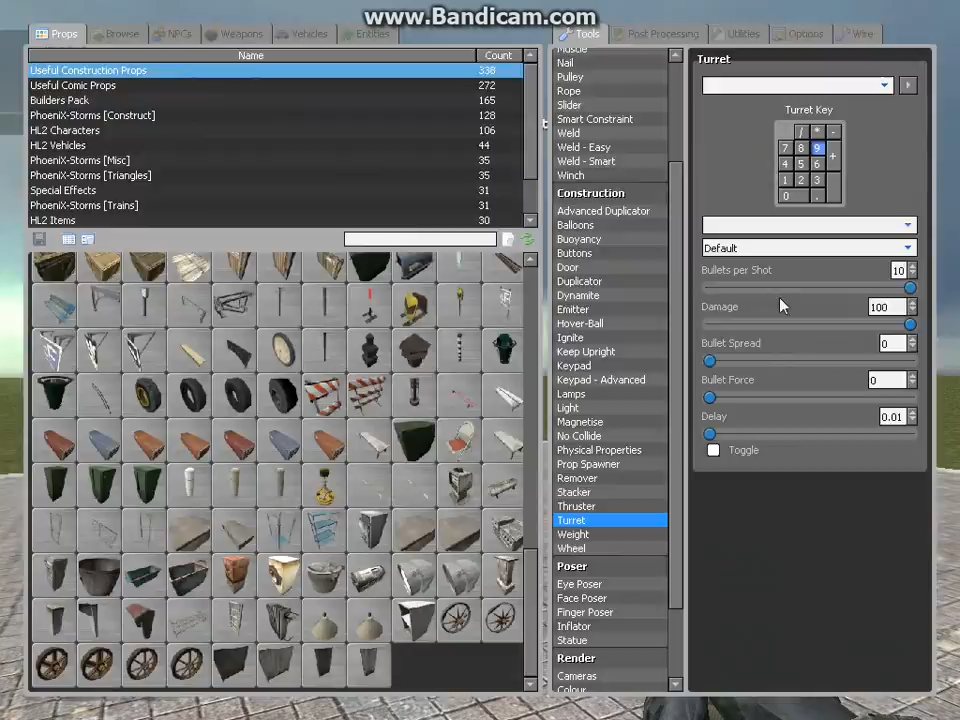 www.Bandicam.com
Props
Browse
NPCs
Weapons
Vehicles
Entities
Tools
Post Processing
Utilities
Options
Wire
Name
Count
Useful Construction Props 338
Useful Comic Props 272
Builders Pack 165
PhoeniX-Storms [Construct] 128
HL2 Characters 106
HL2 Vehicles 44
PhoeniX-Storms [Misc] 35
PhoeniX-Storms [Triangles] 35
Special Effects 31
PhoeniX-Storms [Trains] 31
HL2 Items 30
Muscle
Nail
Pulley
Rope
Slider
Smart Constraint
Weld
Weld - Easy
Weld - Smart
Winch
Construction
Advanced Duplicator
Balloons
Buoyancy
Buttons
Door
Duplicator
Dynamite
Emitter
Hover-Ball
Ignite
Keep Upright
Keypad
Keypad - Advanced
Lamps
Light
Magnetise
No Collide
Physical Properties
Prop Spawner
Remover
Stacker
Thruster
Turret
Weight
Wheel
Poser
Eye Poser
Face Poser
Finger Poser
Inflator
Statue
Render
Cameras
Colour
Turret
Turret Key
/ * -
7 8 9 +
4 5 6
1 2 3
0 .
Default
Bullets per Shot 10
Damage 100
Bullet Spread 0
Bullet Force 0
Delay 0.01
Toggle